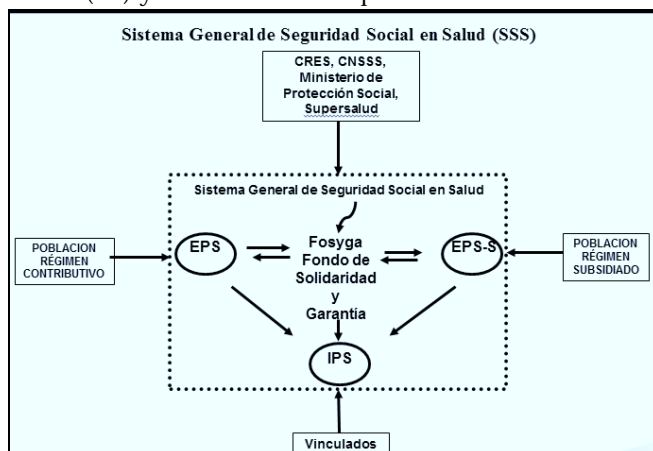 Sistema General de Seguridad Social en Salud (SSS)
CRES, CNSSS,
Ministerio de
Protección Social,
Supersalud
Sistema General de Seguridad Social en Salud
POBLACION
RÉGIMEN
CONTRIBUTIVO
EPS
Fosyga
Fondo de
Solidaridad
y
Garantía
EPS-S
POBLACION
RÉGIMEN
SUBSIDIADO
IPS
Vinculados